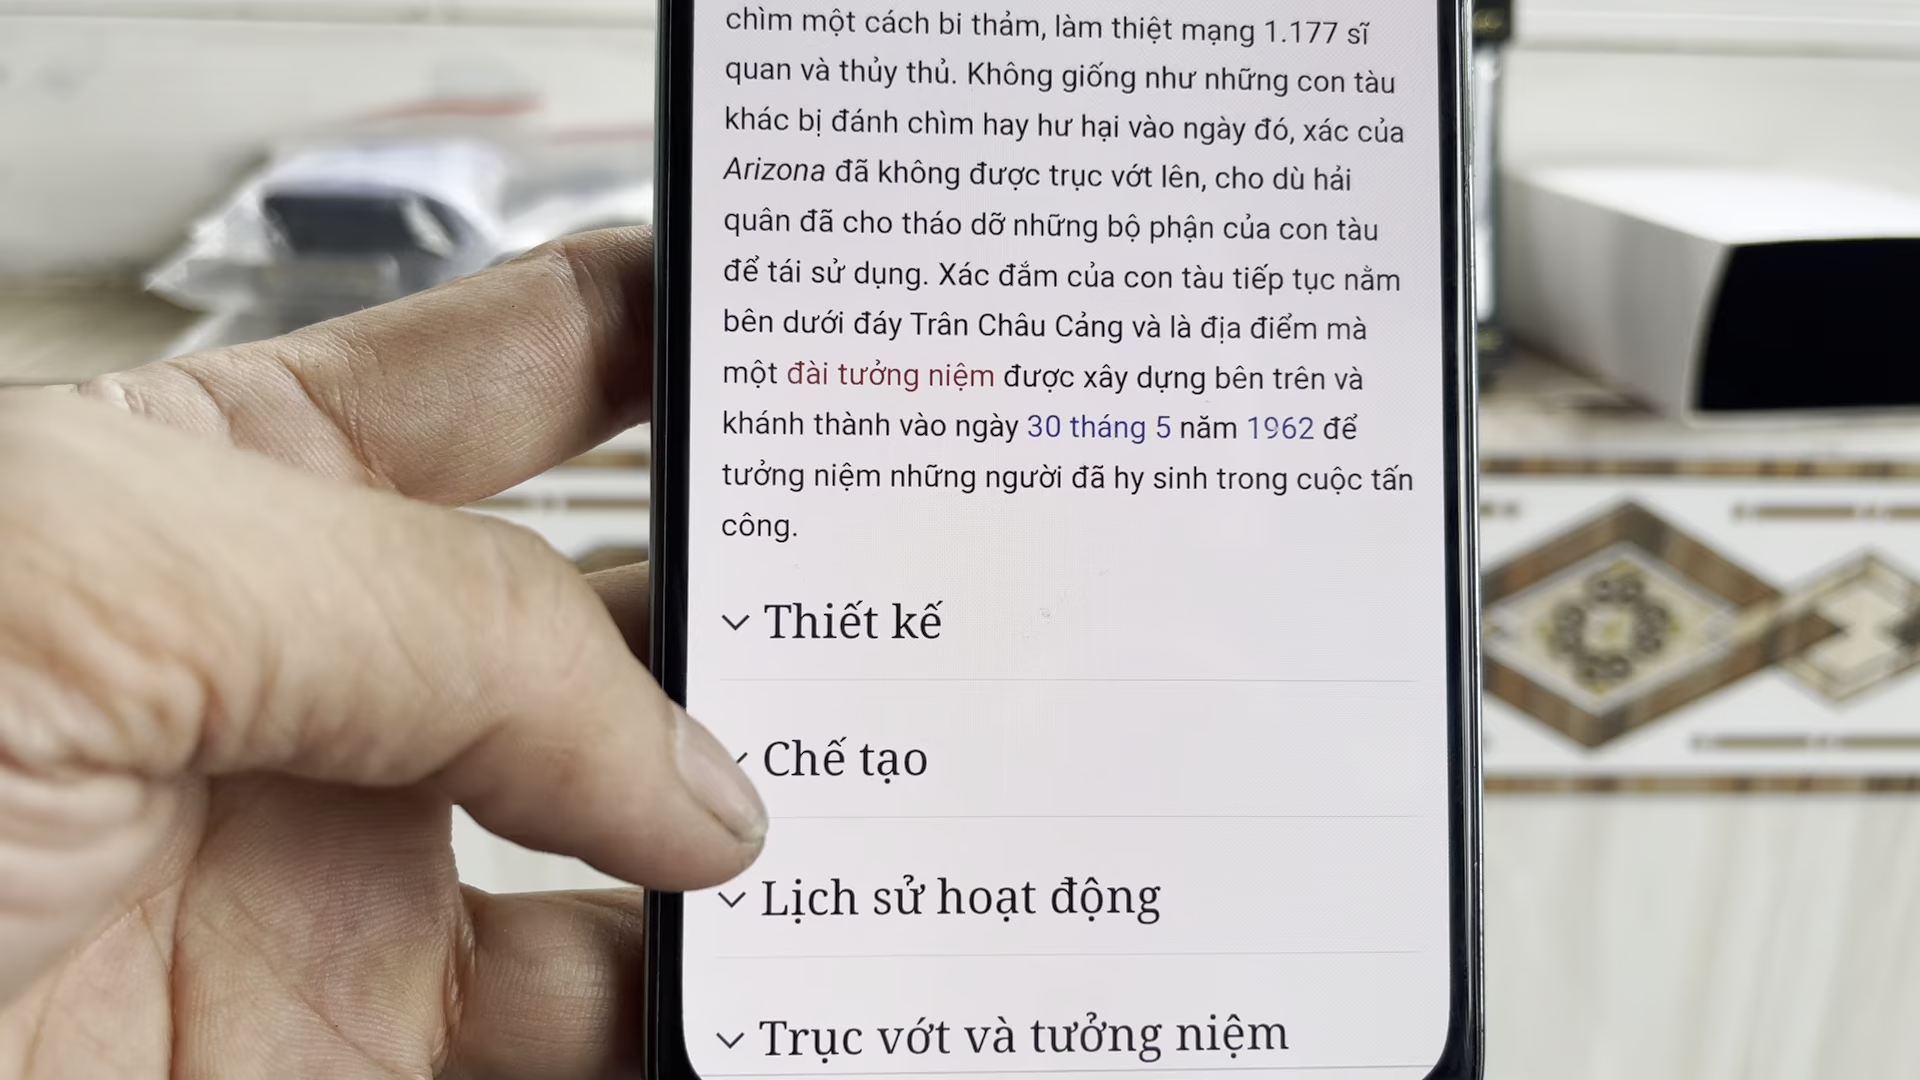 chìm một cách bi thảm, làm thiệt mạng 1.177 sĩ
quan và thủy thủ. Không giống như những con tàu
khác bị đánh chìm hay hư hại vào ngày đó, xác của
Arizona đã không được trục vớt lên, cho dù hải
quân đã cho tháo dỡ những bộ phận của con tàu
để tái sử dụng. Xác đắm của con tàu tiếp tục nằm
bên dưới đáy Trân Châu Cảng và là địa điểm mà
một đài tưởng niệm được xây dựng bên trên và
khánh thành vào ngày 30 tháng 5 năm 1962 để
tưởng niệm những người đã hy sinh trong cuộc tấn
công.
Thiết kế
Chế tạo
Lịch sử hoạt động
Trục vớt và tưởng niệm